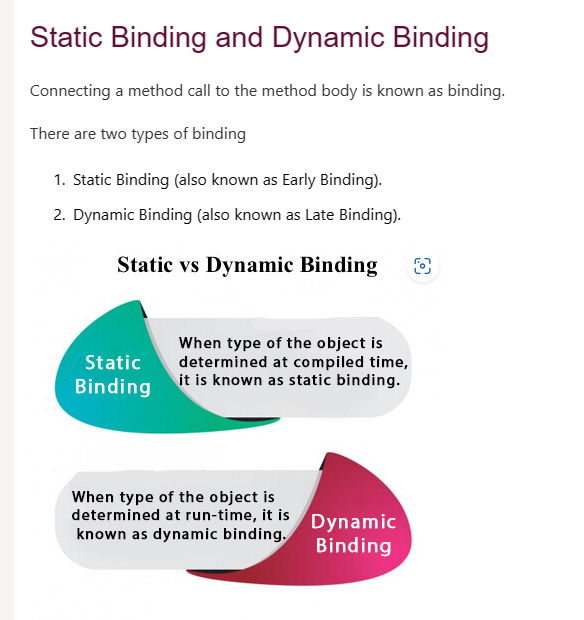 Static Binding and Dynamic Binding
Connecting a method call to the method body is known as binding.
There are two types of binding
1. Static Binding (also known as Early Binding).
2. Dynamic Binding (also known as Late Binding).
Static vs Dynamic Binding
Static
Binding
When type of the object is
determined at compiled time,
it is known as static binding.
When type of the object is
determined at run-time, it is
known as dynamic binding.
Dynamic
Binding